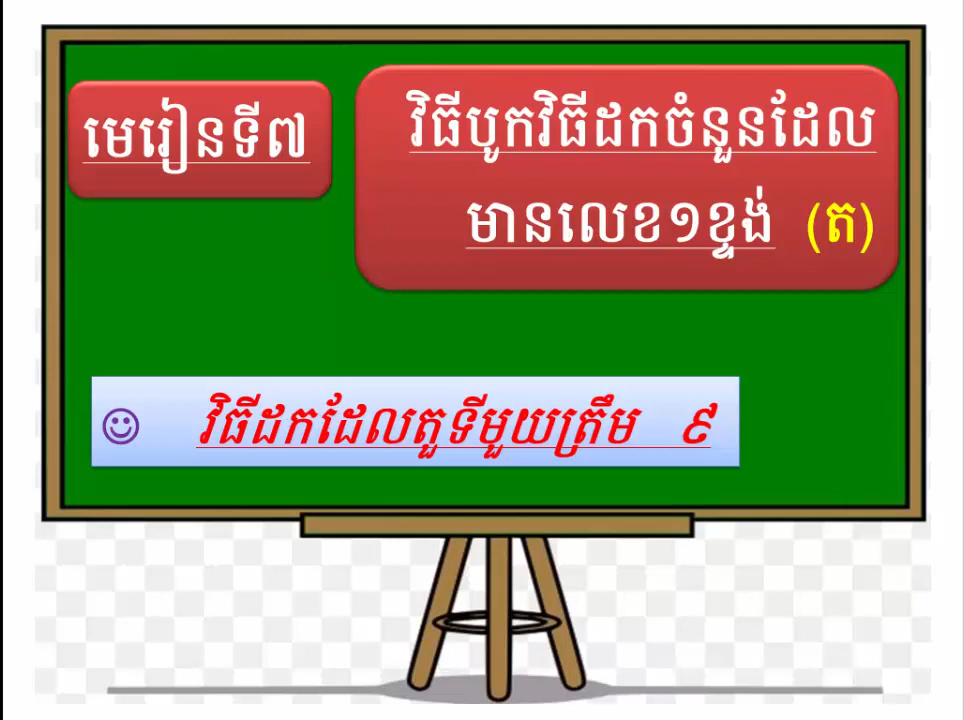 មេរៀនទី៧
វិធីបូកវិធីដកចំនួនដែល
មានលេខ១ខ្ទង់ (ត)
វិធីដកដែលតួទីមួយត្រឹម ៩